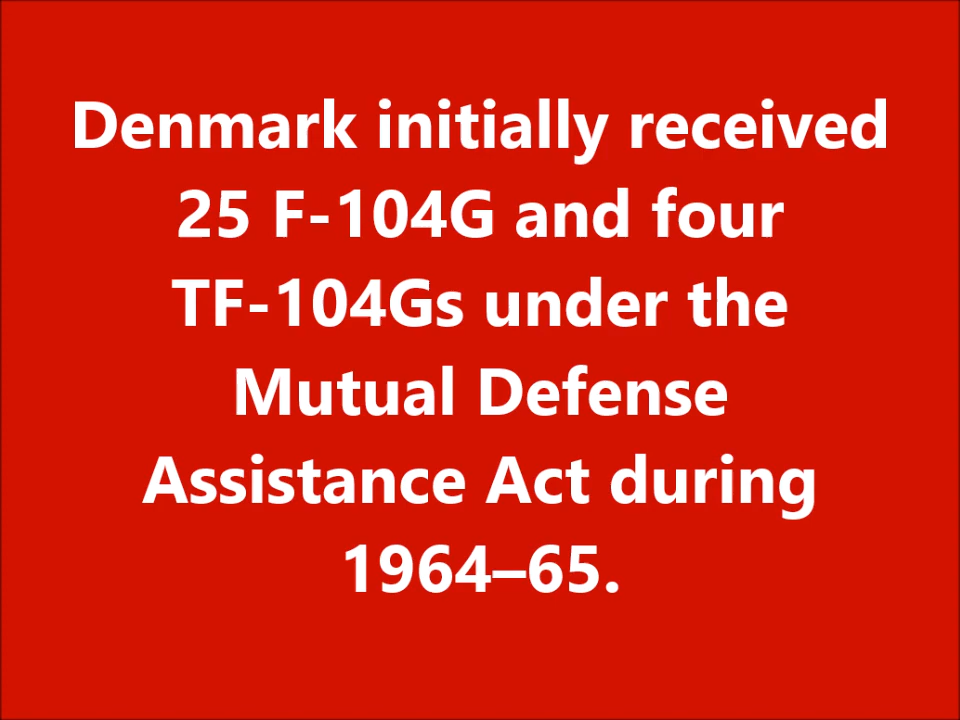 Denmark initially received
25 F-104G and four
TF-104Gs under the
Mutual Defense
Assistance Act during
1964–65.